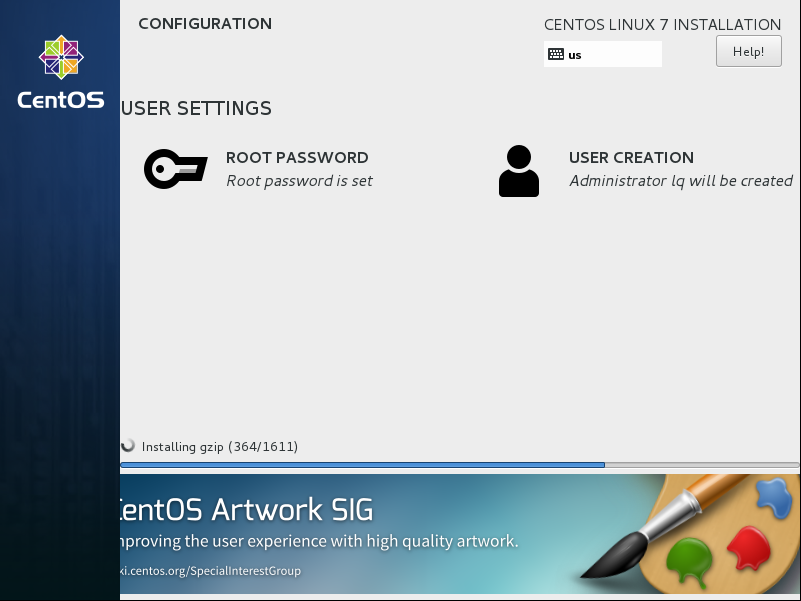 CONFIGURATION
CENTOS LINUX 7 INSTALLATION
us
Help!
CentOS
USER SETTINGS
ROOT PASSWORD
Root password is set
USER CREATION
Administrator lq will be created
Installing gzip (364/1611)
CentOS Artwork SIG
mproving the user experience with high quality artwork.
ki.centos.org/SpecialInterestGroup